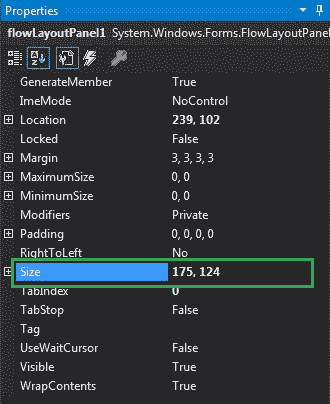 Properties
flowLayoutPanel1 System.Windows.Forms.FlowLayoutPanel
GenerateMember True
ImeMode NoControl
Location 239, 102
Locked False
Margin 3, 3, 3, 3
MaximumSize 0, 0
MinimumSize 0, 0
Modifiers Private
Padding 0, 0, 0, 0
RightToLeft No
Size 175, 124
TabIndex 0
TabStop False
Tag
UseWaitCursor False
Visible True
WrapContents True